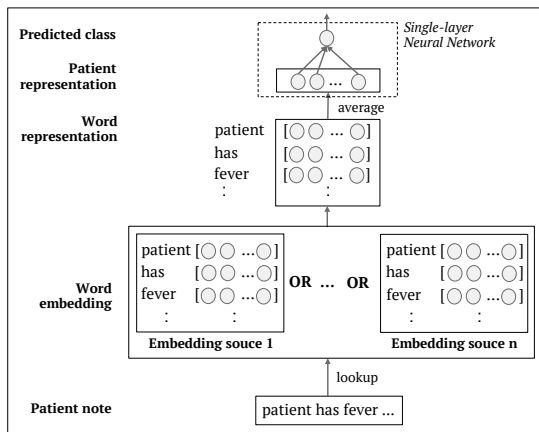 Predicted class
Single-layer
Neural Network
Patient
representation
...
average
Word
representation
patient [ ... ]
has [ ... ]
fever [ ... ]
: :
Word
embedding
patient [ ... ]
has [ ... ]
fever [ ... ]
: :
Embedding souce 1
OR ... OR
patient [ ... ]
has [ ... ]
fever [ ... ]
: :
Embedding souce n
lookup
Patient note
patient has fever ...